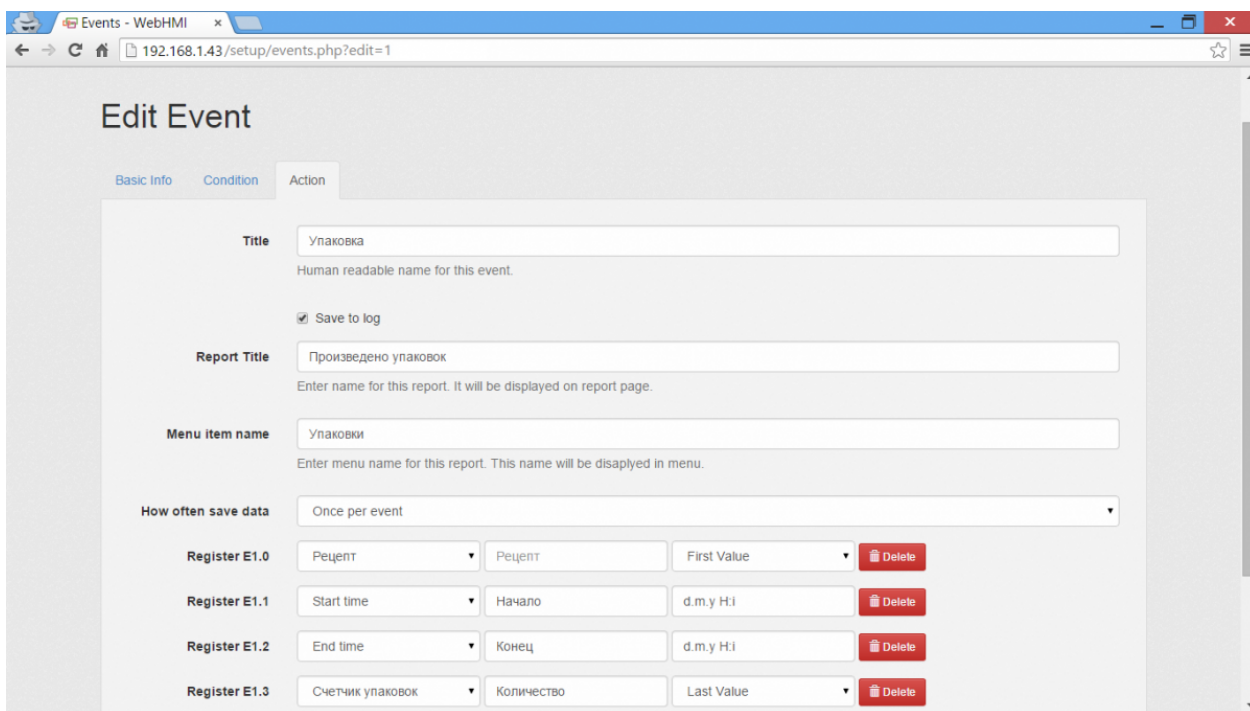 Events - WebHMI
192.168.1.43/setup/events.php?edit=1
Edit Event
Basic Info Condition Action
Title Упаковка
Human readable name for this event.
Save to log
Report Title Произведено упаковок
Enter name for this report. It will be displayed on report page.
Menu item name Упаковки
Enter menu name for this report. This name will be disaplyed in menu.
How often save data Once per event
Register E1.0 Рецепт Рецепт First Value Delete
Register E1.1 Start time Начало d.m.y H:i Delete
Register E1.2 End time Конец d.m.y H:i Delete
Register E1.3 Счетчик упаковок Количество Last Value Delete